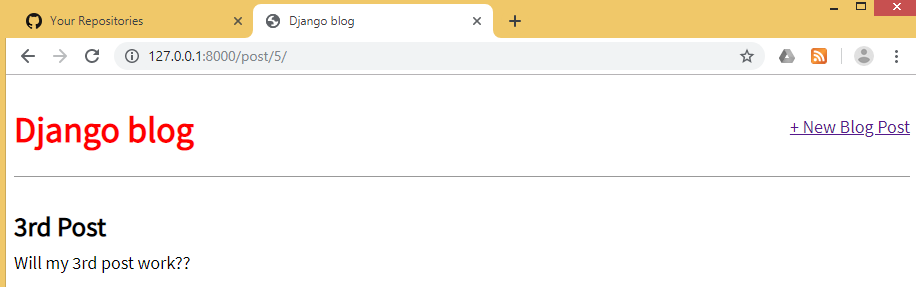 Your Repositories
Django blog
127.0.0.1:8000/post/5/
Django blog
+ New Blog Post
3rd Post
Will my 3rd post work??